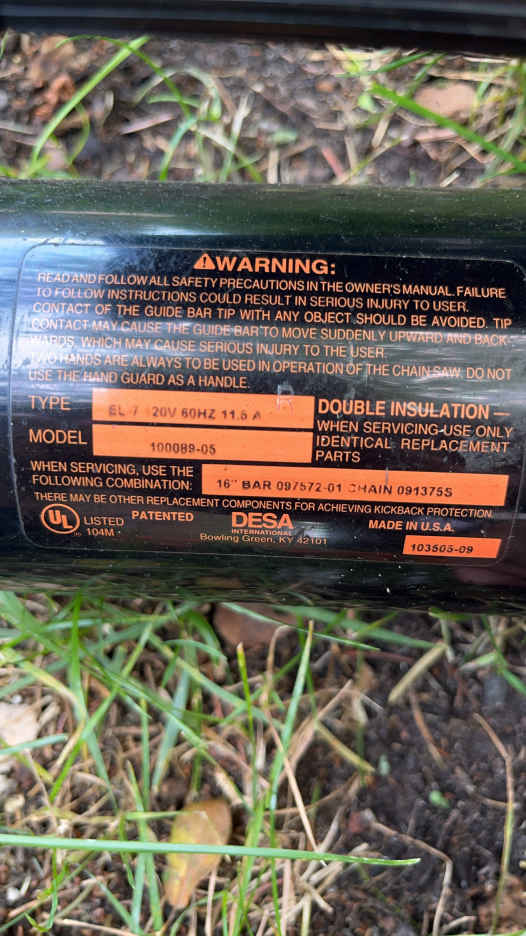 ⚠WARNING:
READ AND FOLLOW ALL SAFETY PRECAUTIONS IN THE OWNER'S MANUAL. FAILURE
TO FOLLOW INSTRUCTIONS COULD RESULT IN SERIOUS INJURY TO USER.
CONTACT OF THE GUIDE BAR TIP WITH ANY OBJECT SHOULD BE AVOIDED. TIP
CONTACT MAY CAUSE THE GUIDE BAR TO MOVE SUDDENLY UPWARD AND BACK-
WARDS, WHICH MAY CAUSE SERIOUS INJURY TO THE USER.
TWO HANDS ARE ALWAYS TO BE USED IN OPERATION OF THE CHAIN SAW. DO NOT
USE THE HAND GUARD AS A HANDLE.
TYPE EL-7 120V 60HZ 11.5 A
DOUBLE INSULATION —
WHEN SERVICING USE ONLY
IDENTICAL REPLACEMENT
PARTS
MODEL 100089-05
WHEN SERVICING, USE THE
FOLLOWING COMBINATION:
16" BAR 097572-01 CHAIN 091375S
THERE MAY BE OTHER REPLACEMENT COMPONENTS FOR ACHIEVING KICKBACK PROTECTION.
UL LISTED
104M
PATENTED
DESA
INTERNATIONAL
Bowling Green, KY 42101
MADE IN U.S.A.
103505-09